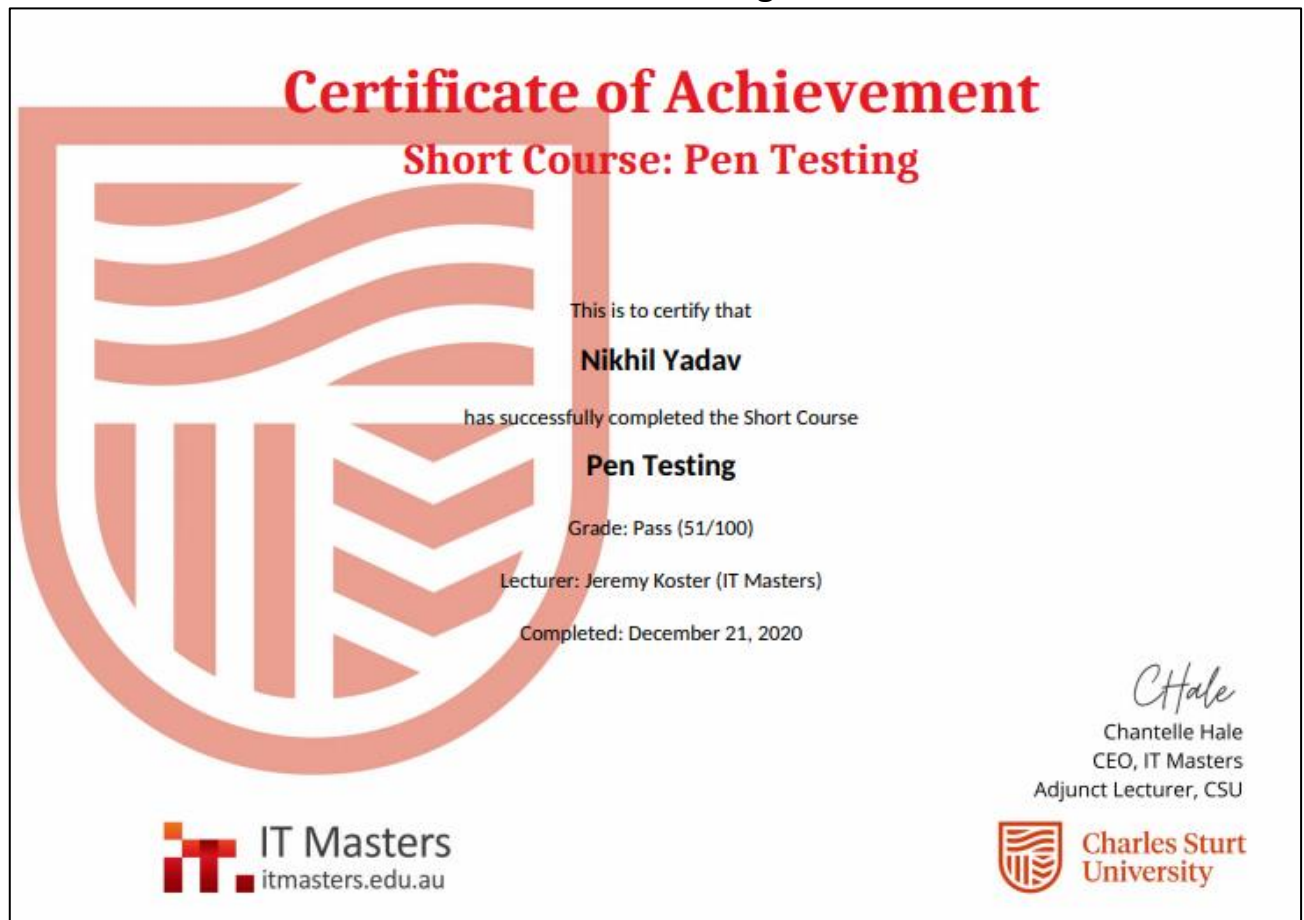 Certificate of Achievement
Short Course: Pen Testing
This is to certify that
Nikhil Yadav
has successfully completed the Short Course
Pen Testing
Grade: Pass (51/100)
Lecturer: Jeremy Koster (IT Masters)
Completed: December 21, 2020
CHale
Chantelle Hale
CEO, IT Masters
Adjunct Lecturer, CSU
it.
IT Masters
itmasters.edu.au
Charles Sturt
University